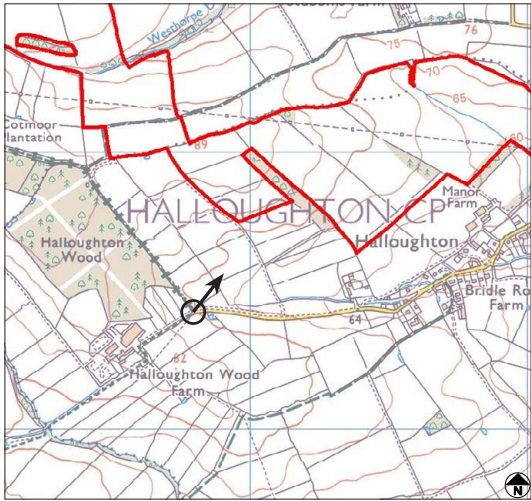 Westhorpe
75
76
70
65
Cotmoor
Plantation
89
60
Manor
Farm
HALLOUGHTON CP
Halloughton
Halloughton
Wood
Bridle Ro
Farm
64
82
Halloughton Wood
Farm
N